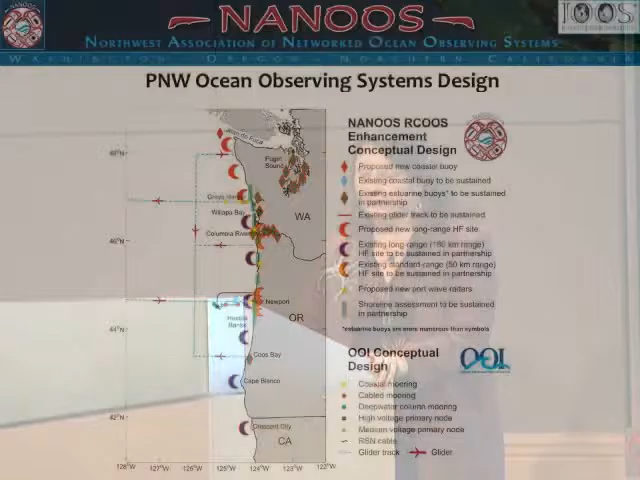 NANOOS
IOOS
Northwest Association of Networked Ocean Observing Systems
Washington - Oregon - Northern California
PNW Ocean Observing Systems Design
NANOOS RCOOS
Enhancement
Conceptual Design
Proposed new coastal buoy
Existing coastal buoy to be sustained
Existing estuarine buoys* to be sustained
in partnership
Existing glider track to be sustained
Proposed new long-range HF site
Existing long-range (180 km range)
HF site to be sustained in partnership
Existing standard-range (50 km range)
HF site to be sustained in partnership
Proposed new port wave radars
Shoreline assessment to be sustained
in partnership
*estuarine buoys are more numerous than symbols
OOI Conceptual
Design
OOI
Coastal mooring
Cabled mooring
Deepwater column mooring
High voltage primary node
Medium voltage primary node
RSN cable
Glider track
Glider
Juan de Fuca
48°N
Puget
Sound
Grays
Willapa Bay
WA
Columbia River
46°N
Newport
OR
44°N
Coos Bay
Cape Blanco
42°N
Crescent City
CA
128°W 127°W 126°W 125°W 124°W 123°W 122°W